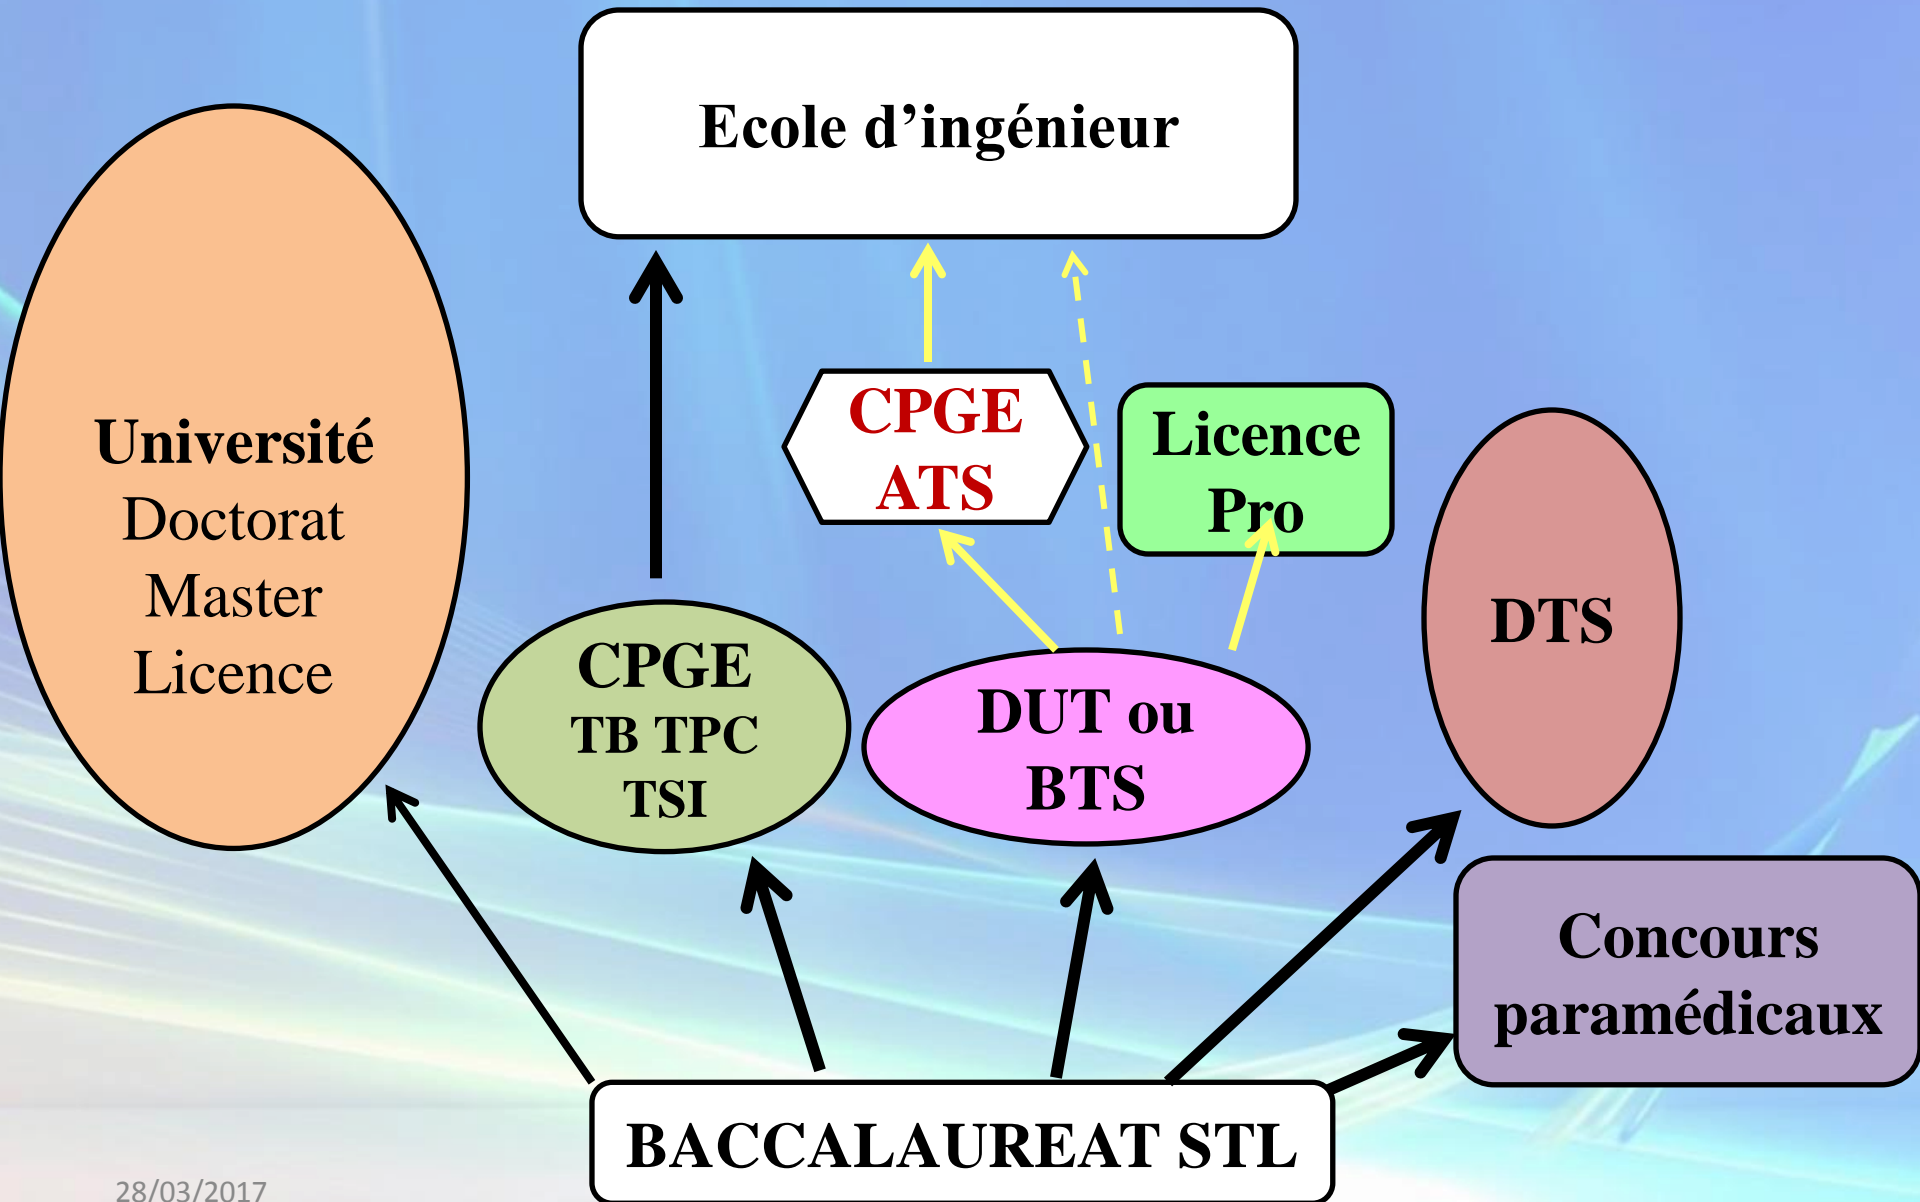 Ecole d’ingénieur
Université
Doctorat
Master
Licence
CPGE
ATS
Licence
Pro
DTS
CPGE
TB TPC
TSI
DUT ou
BTS
Concours
paramédicaux
BACCALAUREAT STL
28/03/2017